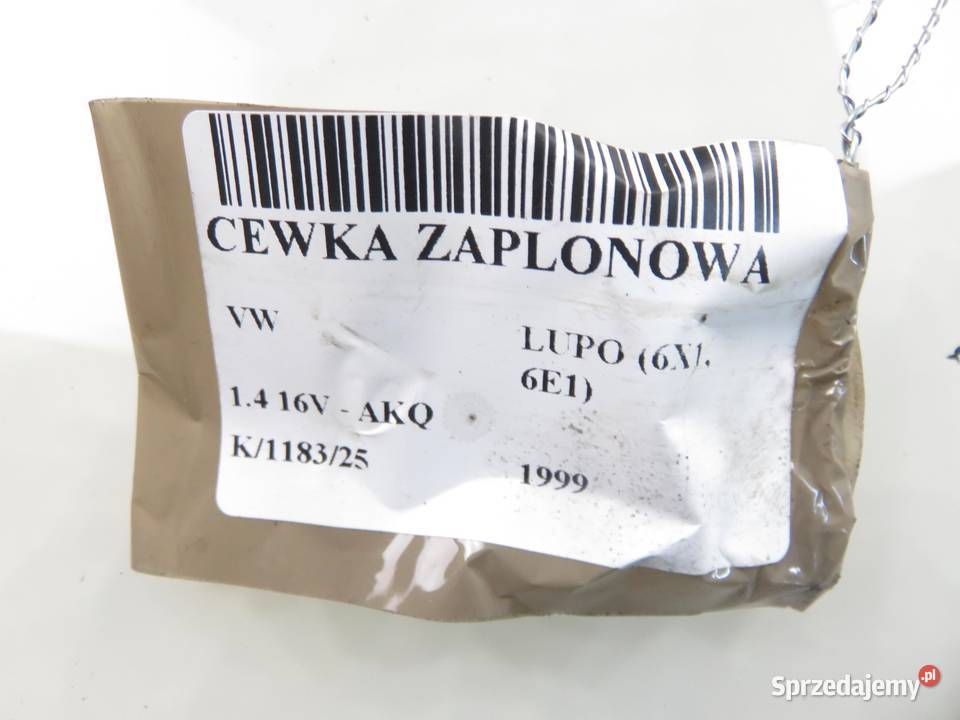 CEWKA ZAPLONOWA
VW
LUPO (6X1,
6E1)
1.4 16V - AKQ
K/1183/25
1999
Sprzedajemy.pl